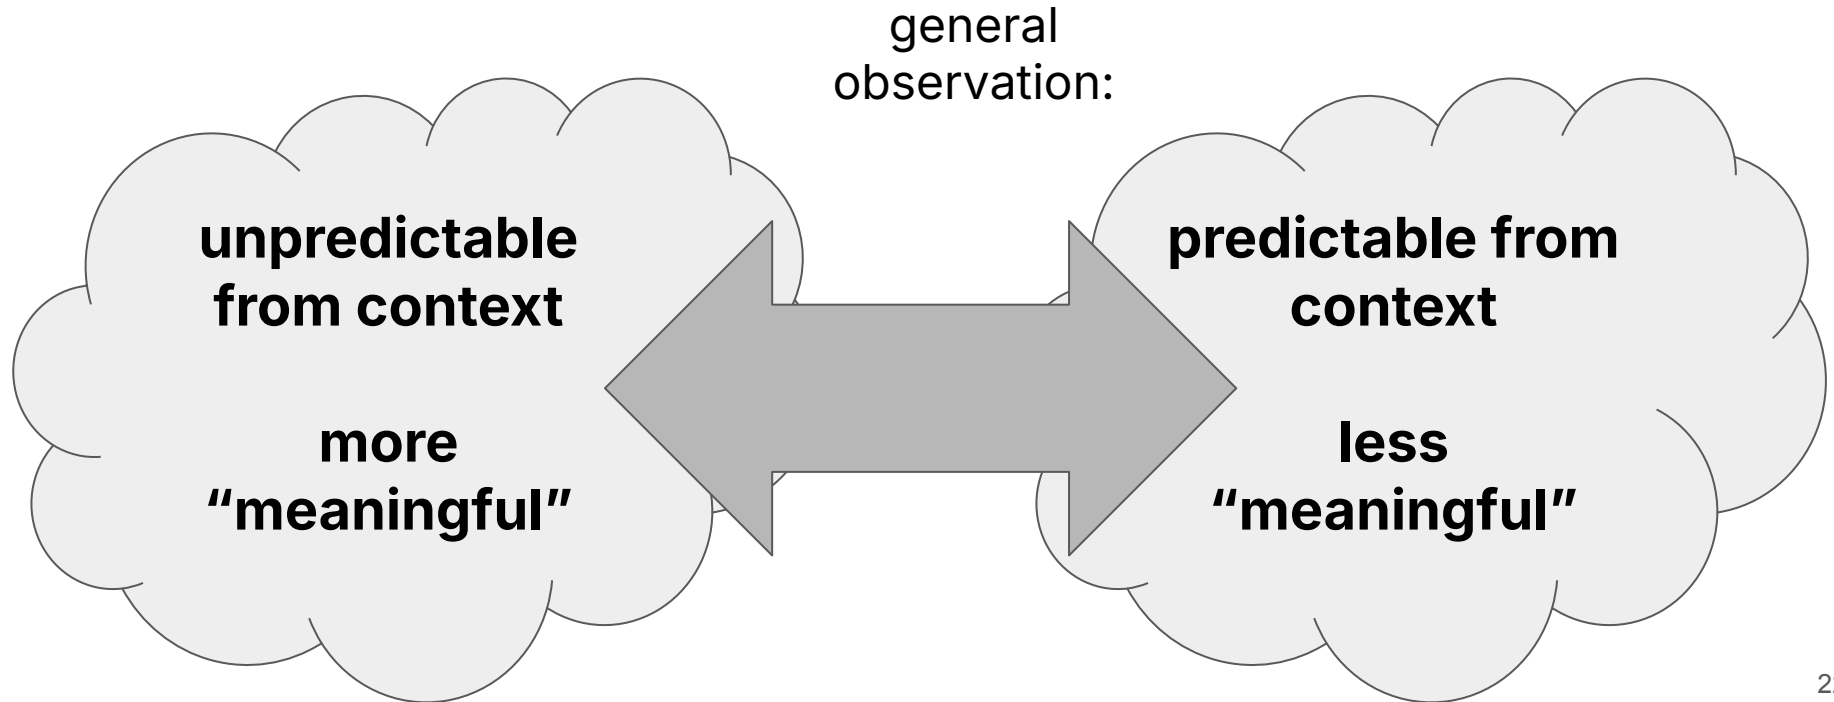 general
observation:
unpredictable
from context
more
“meaningful”
predictable from
context
less
“meaningful”